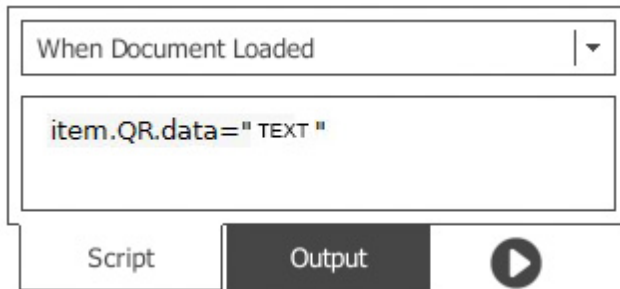 When Document Loaded
item.QR.data=" TEXT "
Script
Output